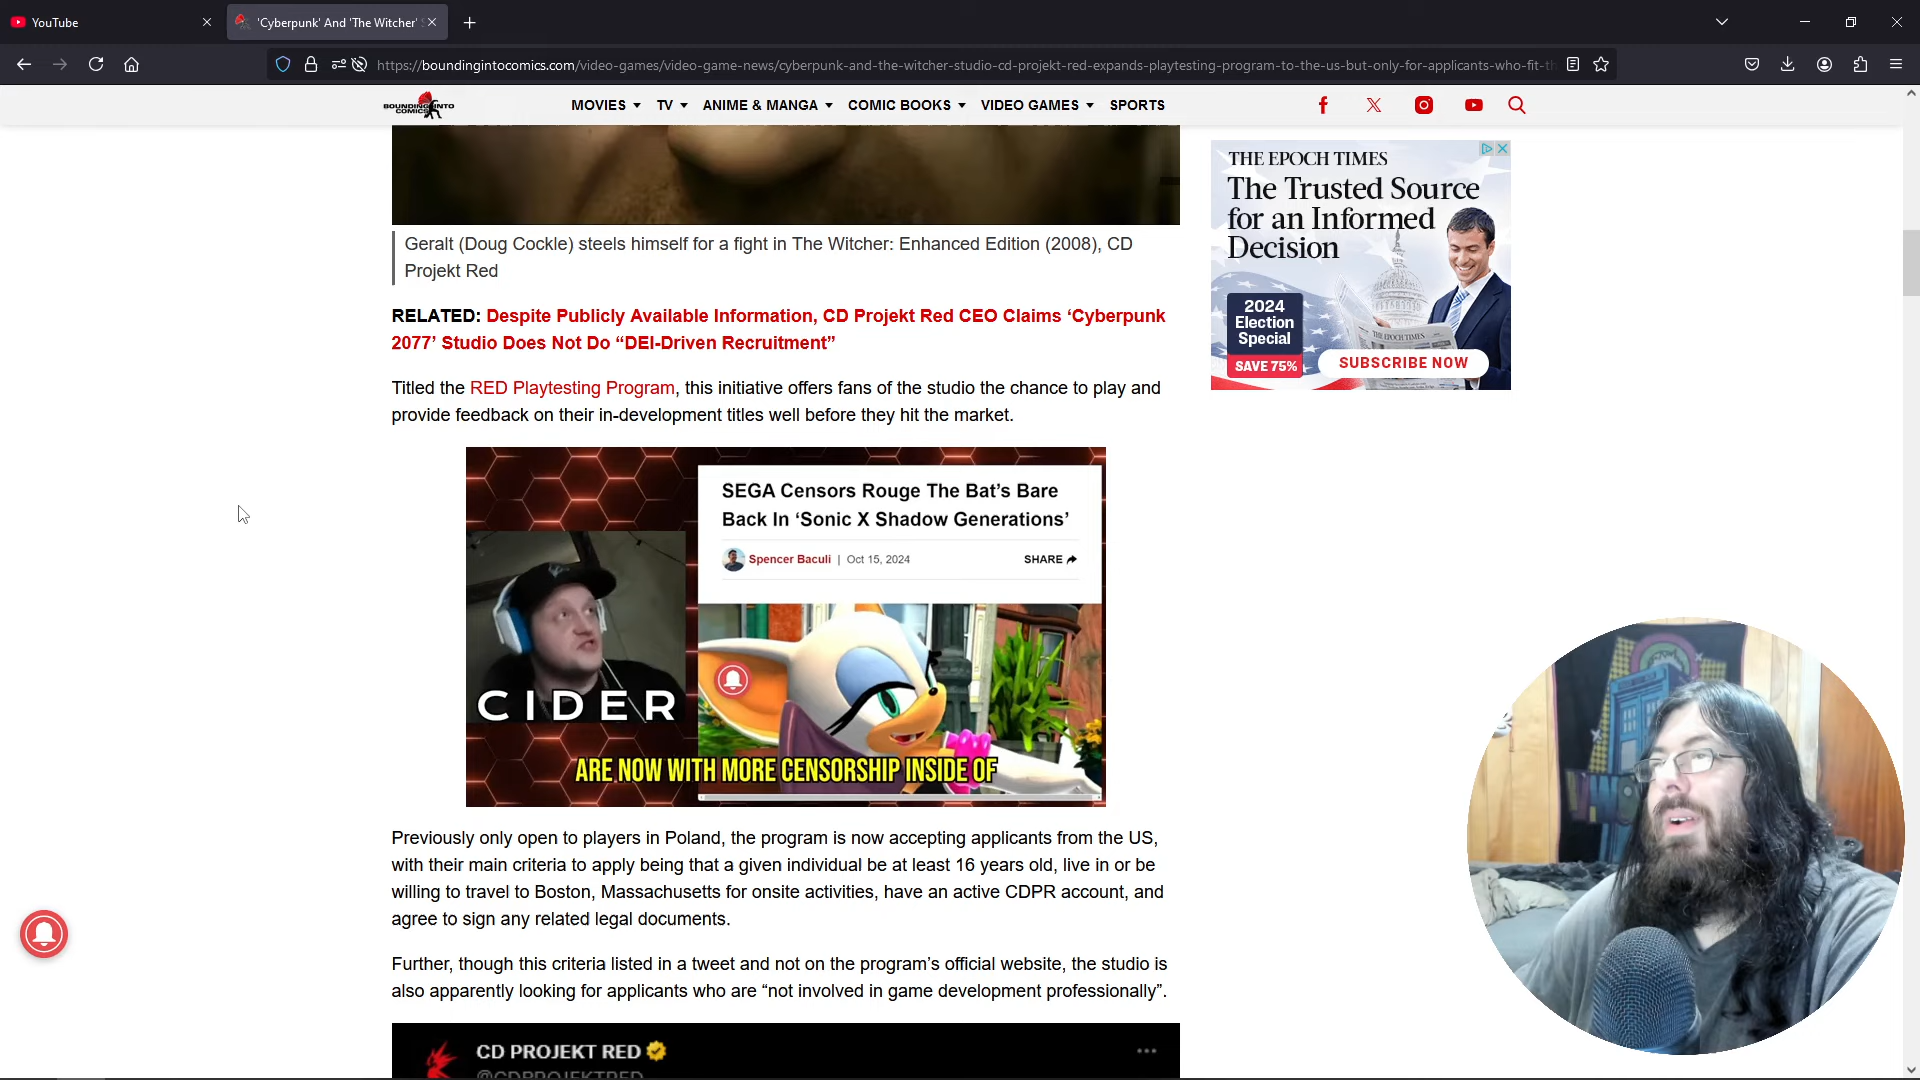 YouTube
'Cyberpunk' And 'The Witcher'
https://boundingintocomics.com/video-games/video-game-news/cyberpunk-and-the-witcher-studio-cd-projekt-red-expands-playtesting-program-to-the-us-but-only-for-applicants-who-fit-th
BOUNDING INTO
COMICS
MOVIES
TV
ANIME & MANGA
COMIC BOOKS
VIDEO GAMES
SPORTS
Geralt (Doug Cockle) steels himself for a fight in The Witcher: Enhanced Edition (2008), CD
Projekt Red
RELATED: Despite Publicly Available Information, CD Projekt Red CEO Claims ‘Cyberpunk
2077’ Studio Does Not Do “DEI-Driven Recruitment”
Titled the RED Playtesting Program, this initiative offers fans of the studio the chance to play and
provide feedback on their in-development titles well before they hit the market.
SEGA Censors Rouge The Bat’s Bare
Back In ‘Sonic X Shadow Generations’
Spencer Baculi | Oct 15, 2024
SHARE
CIDER
ARE NOW WITH MORE CENSORSHIP INSIDE OF
Previously only open to players in Poland, the program is now accepting applicants from the US,
with their main criteria to apply being that a given individual be at least 16 years old, live in or be
willing to travel to Boston, Massachusetts for onsite activities, have an active CDPR account, and
agree to sign any related legal documents.
Further, though this criteria listed in a tweet and not on the program’s official website, the studio is
also apparently looking for applicants who are “not involved in game development professionally”.
CD PROJEKT RED
@CDPROJEKTRED
THE EPOCH TIMES
The Trusted Source
for an Informed
Decision
2024
Election
Special
SAVE 75%
SUBSCRIBE NOW
THE EPOCH TIMES